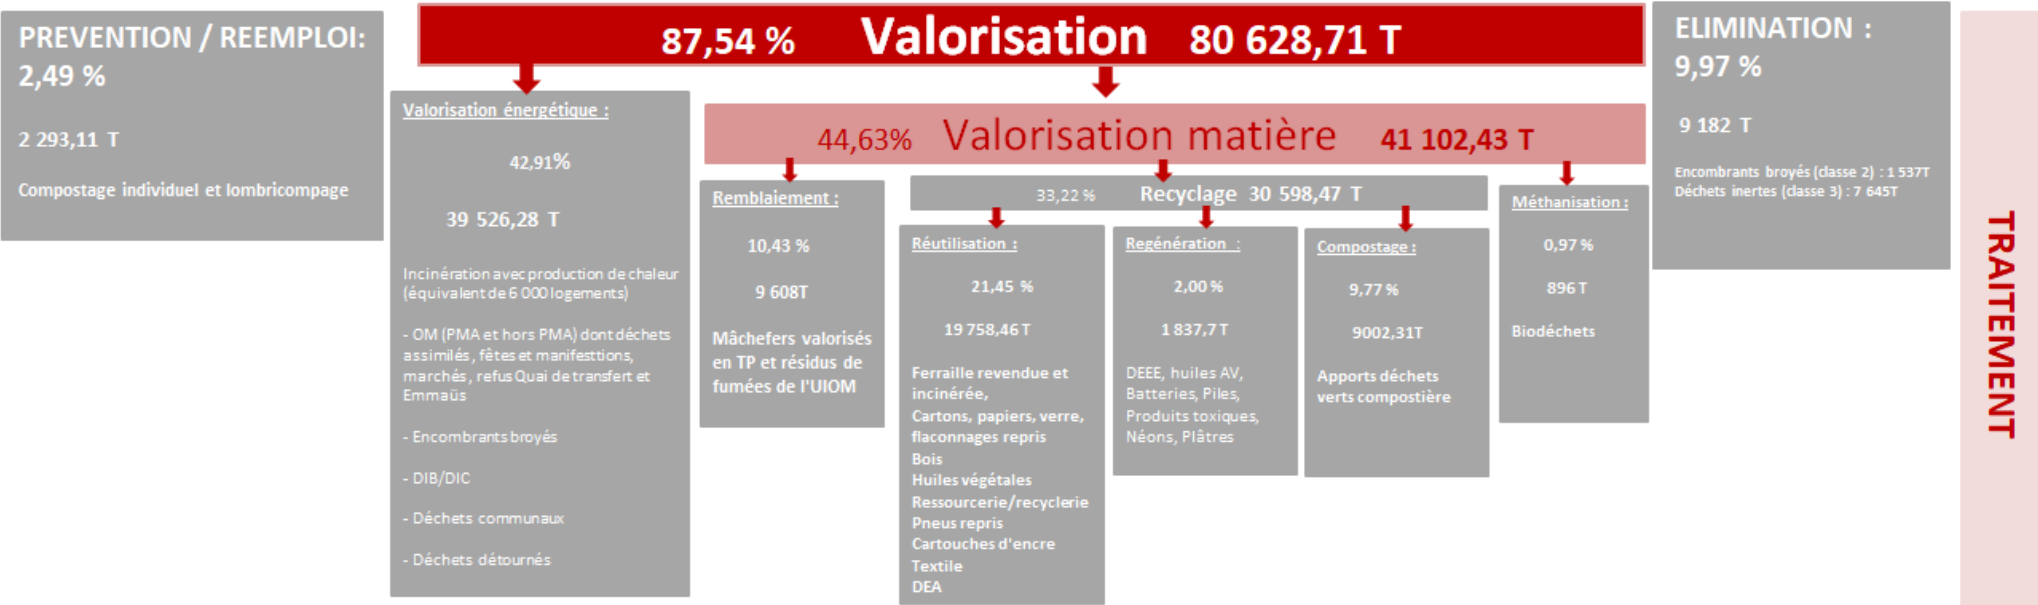 PREVENTION / REEMPLOI:
2,49 %
2 293,11 T
Compostage individuel et lombricompage
87,54 % Valorisation 80 628,71 T
Valorisation énergétique :
42,91%
39 526,28 T
Incinération avec production de chaleur
(équivalent de 6 000 logements)
- OM (PMA et hors PMA) dont déchets
assimilés, fêtes et manifesttions,
marchés, refus Quai de transfert et
Emmaüs
- Encombrants broyés
- DIB/DIC
- Déchets communaux
- Déchets détournés
44,63% Valorisation matière 41 102,43 T
Remblaiement :
10,43 %
9 608T
Mâchefers valorisés
en TP et résidus de
fumées de l'UIOM
33,22 % Recyclage 30 598,47 T
Réutilisation :
21,45 %
19 758,46 T
Ferraille revendue et
incinérée,
Cartons, papiers, verre,
flaconnages repris
Bois
Huiles végétales
Ressourcerie/recyclerie
Pneus repris
Cartouches d'encre
Textile
DEA
Regénération :
2,00 %
1 837,7 T
DEEE, huiles AV,
Batteries, Piles,
Produits toxiques,
Néons, Plâtres
Compostage :
9,77 %
9002,31T
Apports déchets
verts compostière
Méthanisation :
0,97 %
896 T
Biodéchets
ELIMINATION :
9,97 %
9 182 T
Encombrants broyés (classe 2) : 1 537T
Déchets inertes (classe 3) : 7 645T
TRAITEMENT